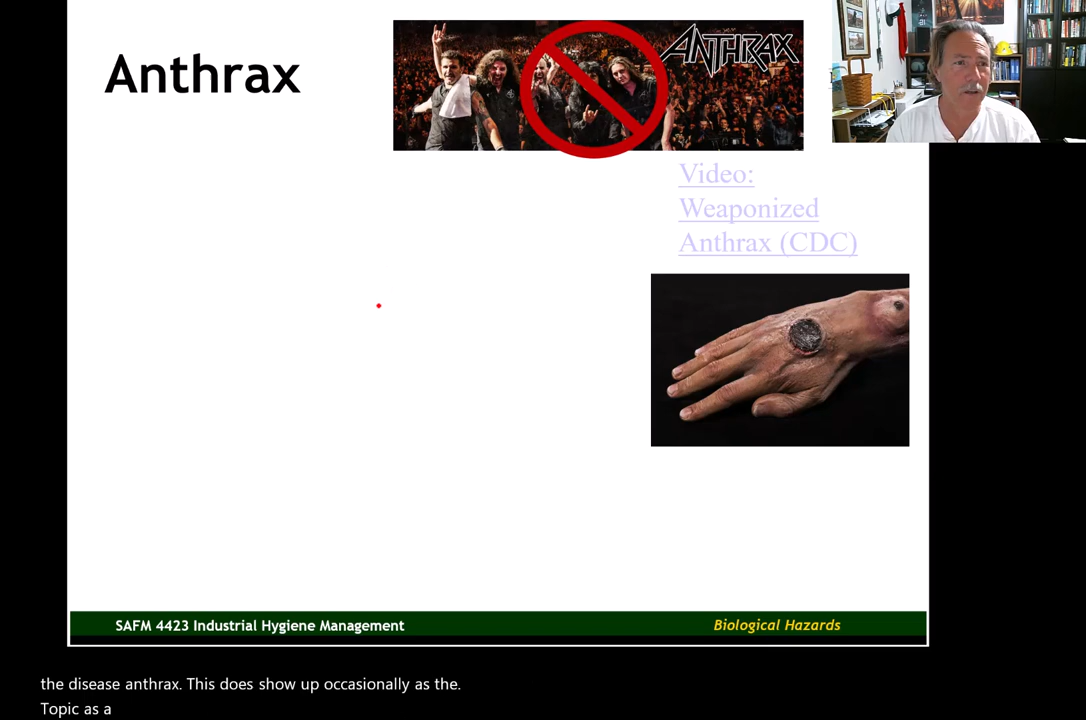 Anthrax
ANTHRAX
Video:
Weaponized
Anthrax (CDC)
SAFM 4423 Industrial Hygiene Management
Biological Hazards
the disease anthrax. This does show up occasionally as the.
Topic as a